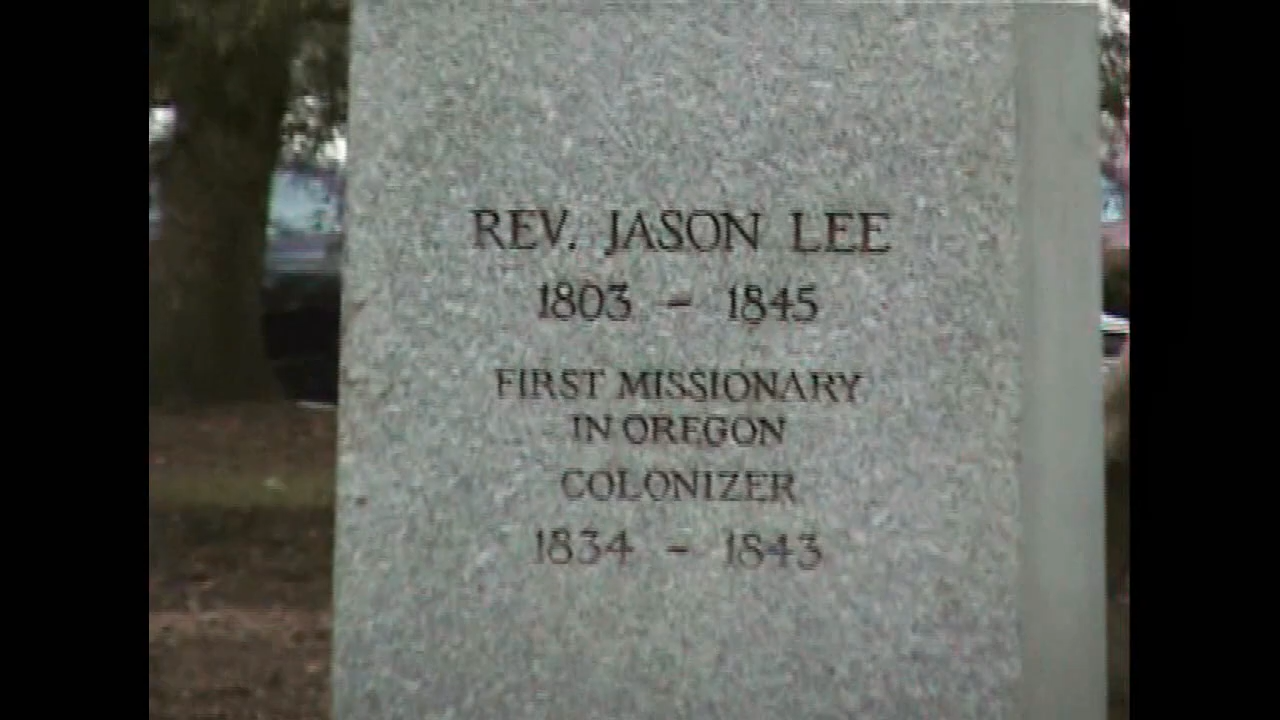 REV. JASON LEE
1803 – 1845
FIRST MISSIONARY
IN OREGON
COLONIZER
1834 – 1843